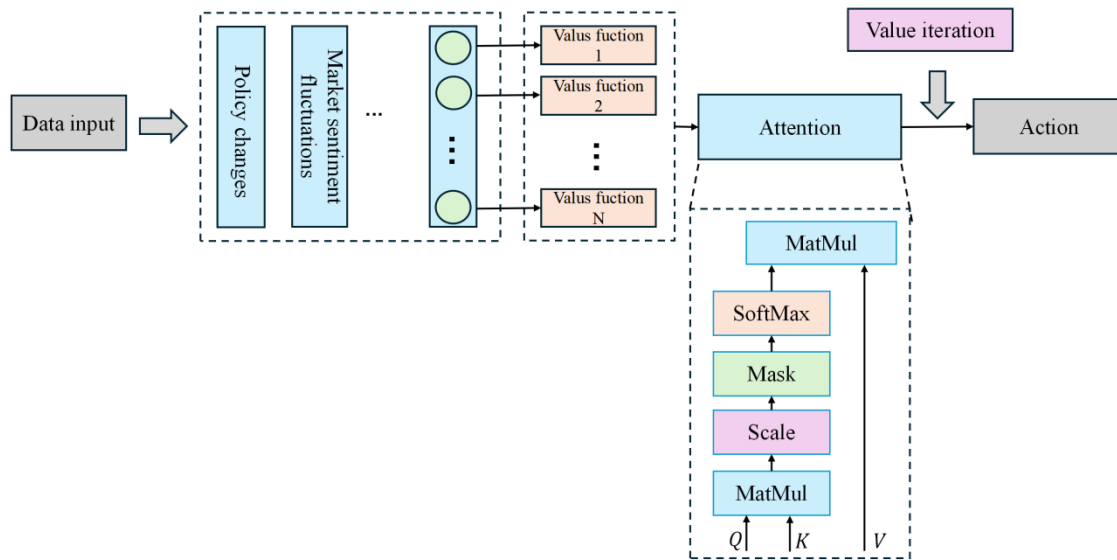 Data input
Policy changes
Market sentiment
fluctuations
...
Valus fuction
1
Valus fuction
2
Valus fuction
N
Attention
Value iteration
Action
MatMul
SoftMax
Mask
Scale
MatMul
Q K V